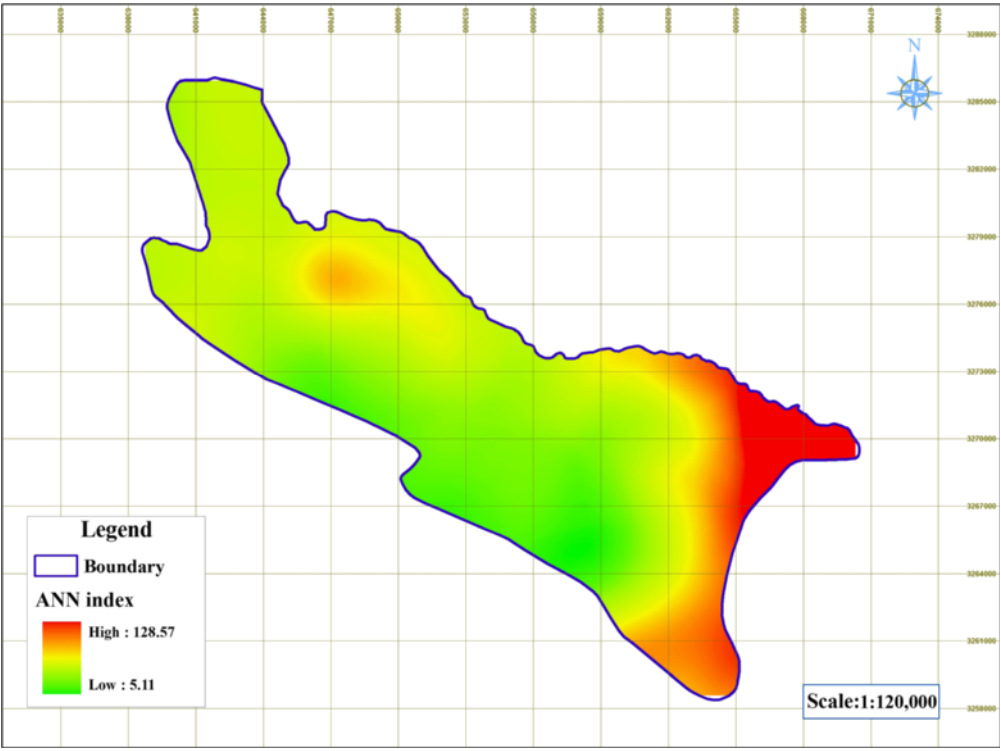 N
3288000
3285000
3282000
3279000
3276000
3273000
3270000
3267000
3264000
3261000
3258000
Legend
Boundary
ANN index
High : 128.57
Low : 5.11
Scale:1:120,000